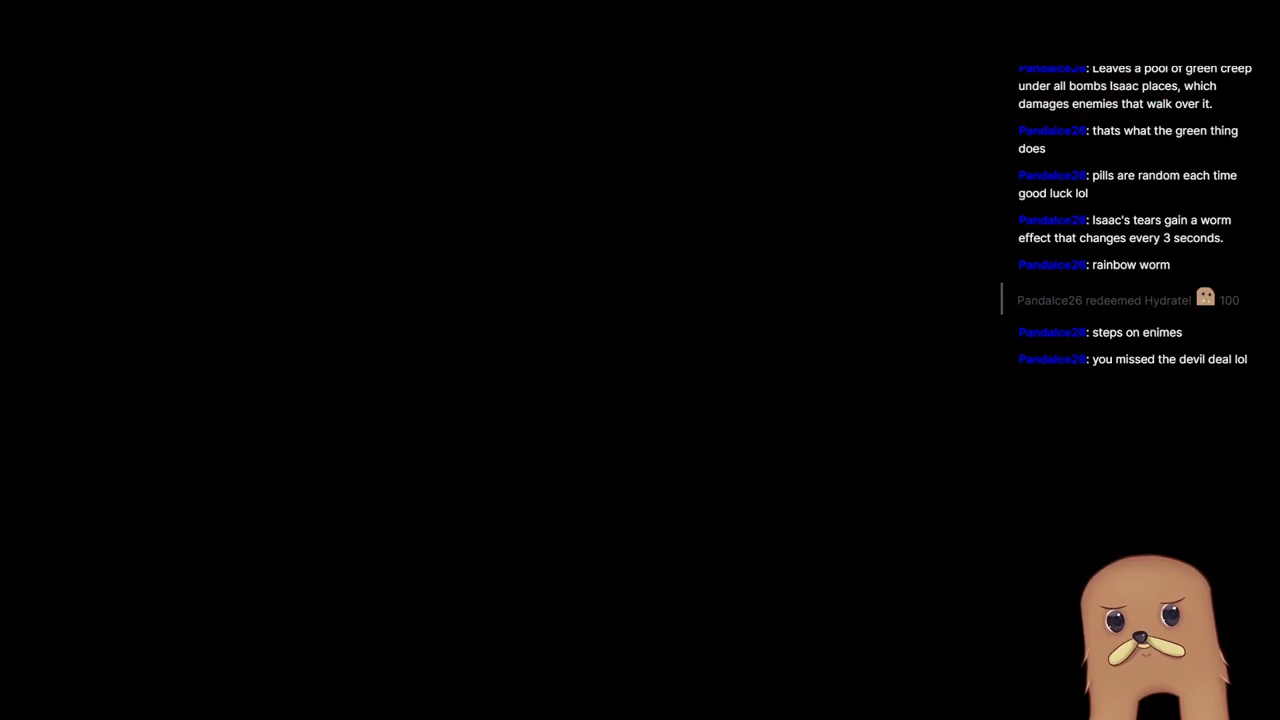 PandaIce26: Leaves a pool of green creep
under all bombs Isaac places, which
damages enemies that walk over it.
PandaIce26: thats what the green thing
does
PandaIce26: pills are random each time
good luck lol
PandaIce26: Isaac's tears gain a worm
effect that changes every 3 seconds.
PandaIce26: rainbow worm
PandaIce26 redeemed Hydrate! 100
PandaIce26: steps on enimes
PandaIce26: you missed the devil deal lol